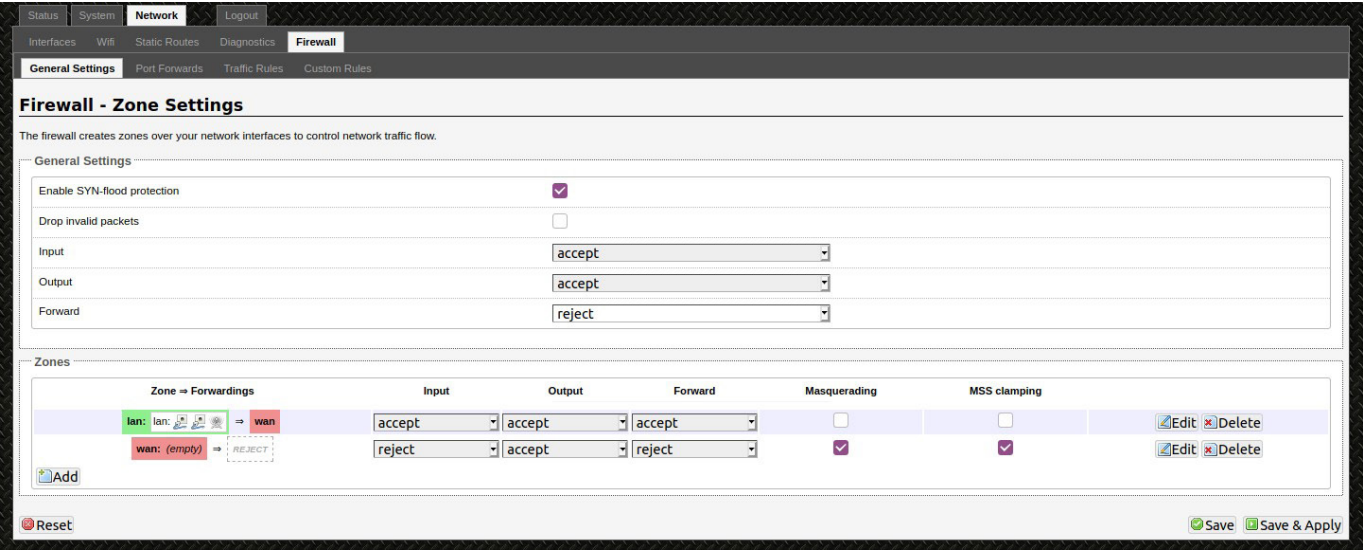 Status System Network Logout
Interfaces Wifi Static Routes Diagnostics Firewall
General Settings Port Forwards Traffic Rules Custom Rules
Firewall - Zone Settings
The firewall creates zones over your network interfaces to control network traffic flow.
General Settings
Enable SYN-flood protection
Drop invalid packets
Input accept
Output accept
Forward reject
Zones
Zone ⇒ Forwardings Input Output Forward Masquerading MSS clamping
lan: lan: ⇒ wan accept accept accept Edit Delete
wan: (empty) ⇒ REJECT reject accept reject Edit Delete
Add
Reset Save Save & Apply